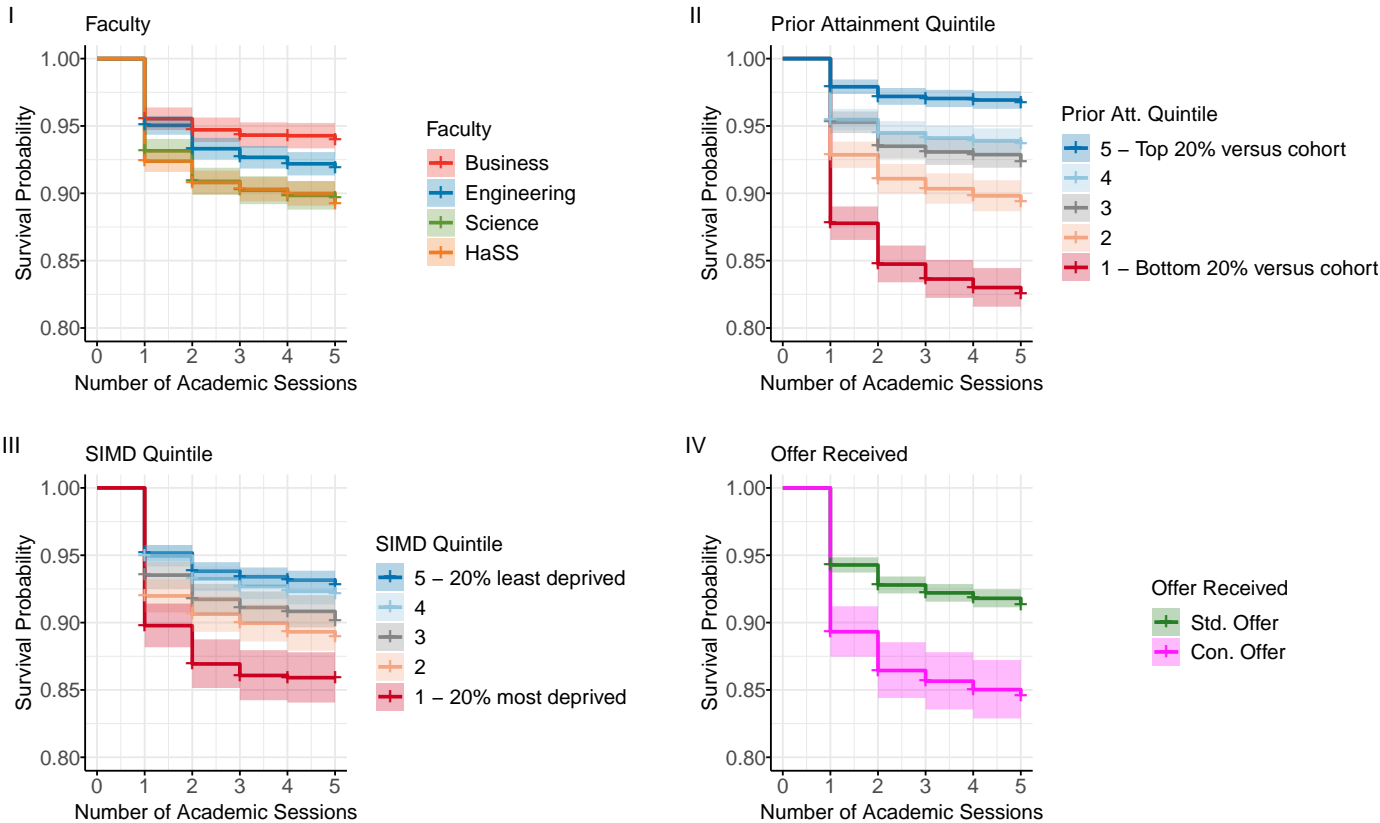 I
Faculty
1.00
0.95
0.90
0.85
0.80
Survival Probability
0 1 2 3 4 5
Number of Academic Sessions
Faculty
Business
Engineering
Science
HaSS
II
Prior Attainment Quintile
1.00
0.95
0.90
0.85
0.80
Survival Probability
0 1 2 3 4 5
Number of Academic Sessions
Prior Att. Quintile
5 – Top 20% versus cohort
4
3
2
1 – Bottom 20% versus cohort
III
SIMD Quintile
1.00
0.95
0.90
0.85
0.80
Survival Probability
0 1 2 3 4 5
Number of Academic Sessions
SIMD Quintile
5 – 20% least deprived
4
3
2
1 – 20% most deprived
IV
Offer Received
1.00
0.95
0.90
0.85
0.80
Survival Probability
0 1 2 3 4 5
Number of Academic Sessions
Offer Received
Std. Offer
Con. Offer